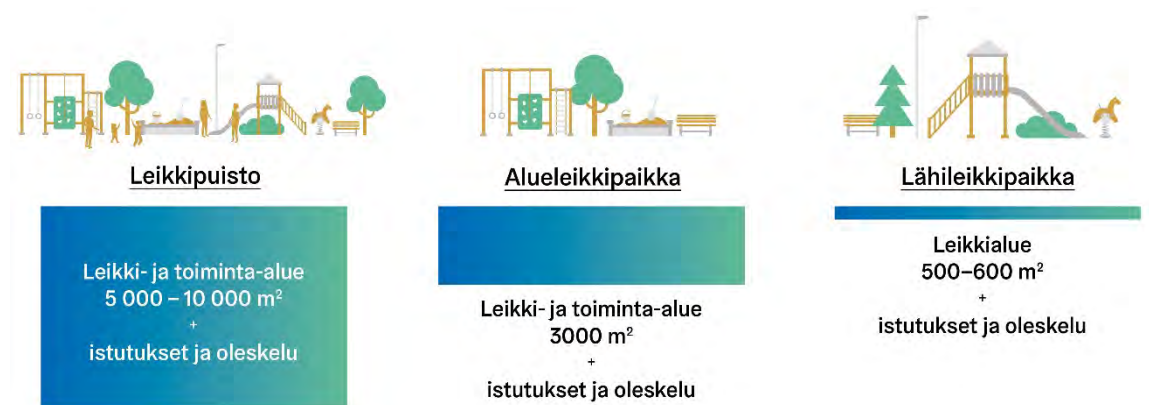 Leikkipuisto
Leikki- ja toiminta-alue
5 000 – 10 000 m²
+
istutukset ja oleskelu
Alueleikkipaikka
Leikki- ja toiminta-alue
3000 m²
+
istutukset ja oleskelu
Lähileikkipaikka
Leikkialue
500–600 m²
+
istutukset ja oleskelu